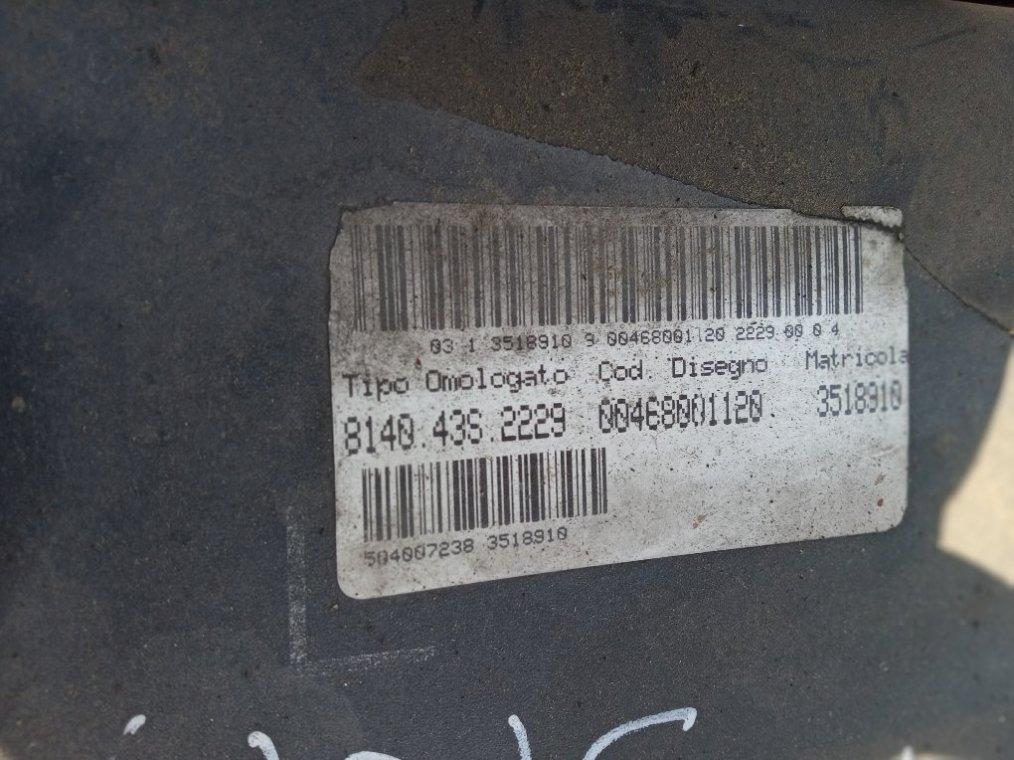 03 1 3518910 9 00468001120 2229 00 0 4
Tipo Omologato Cod. Disegno Matricola
8140.43S.2229 00468001120 3518910
504007238 3518910